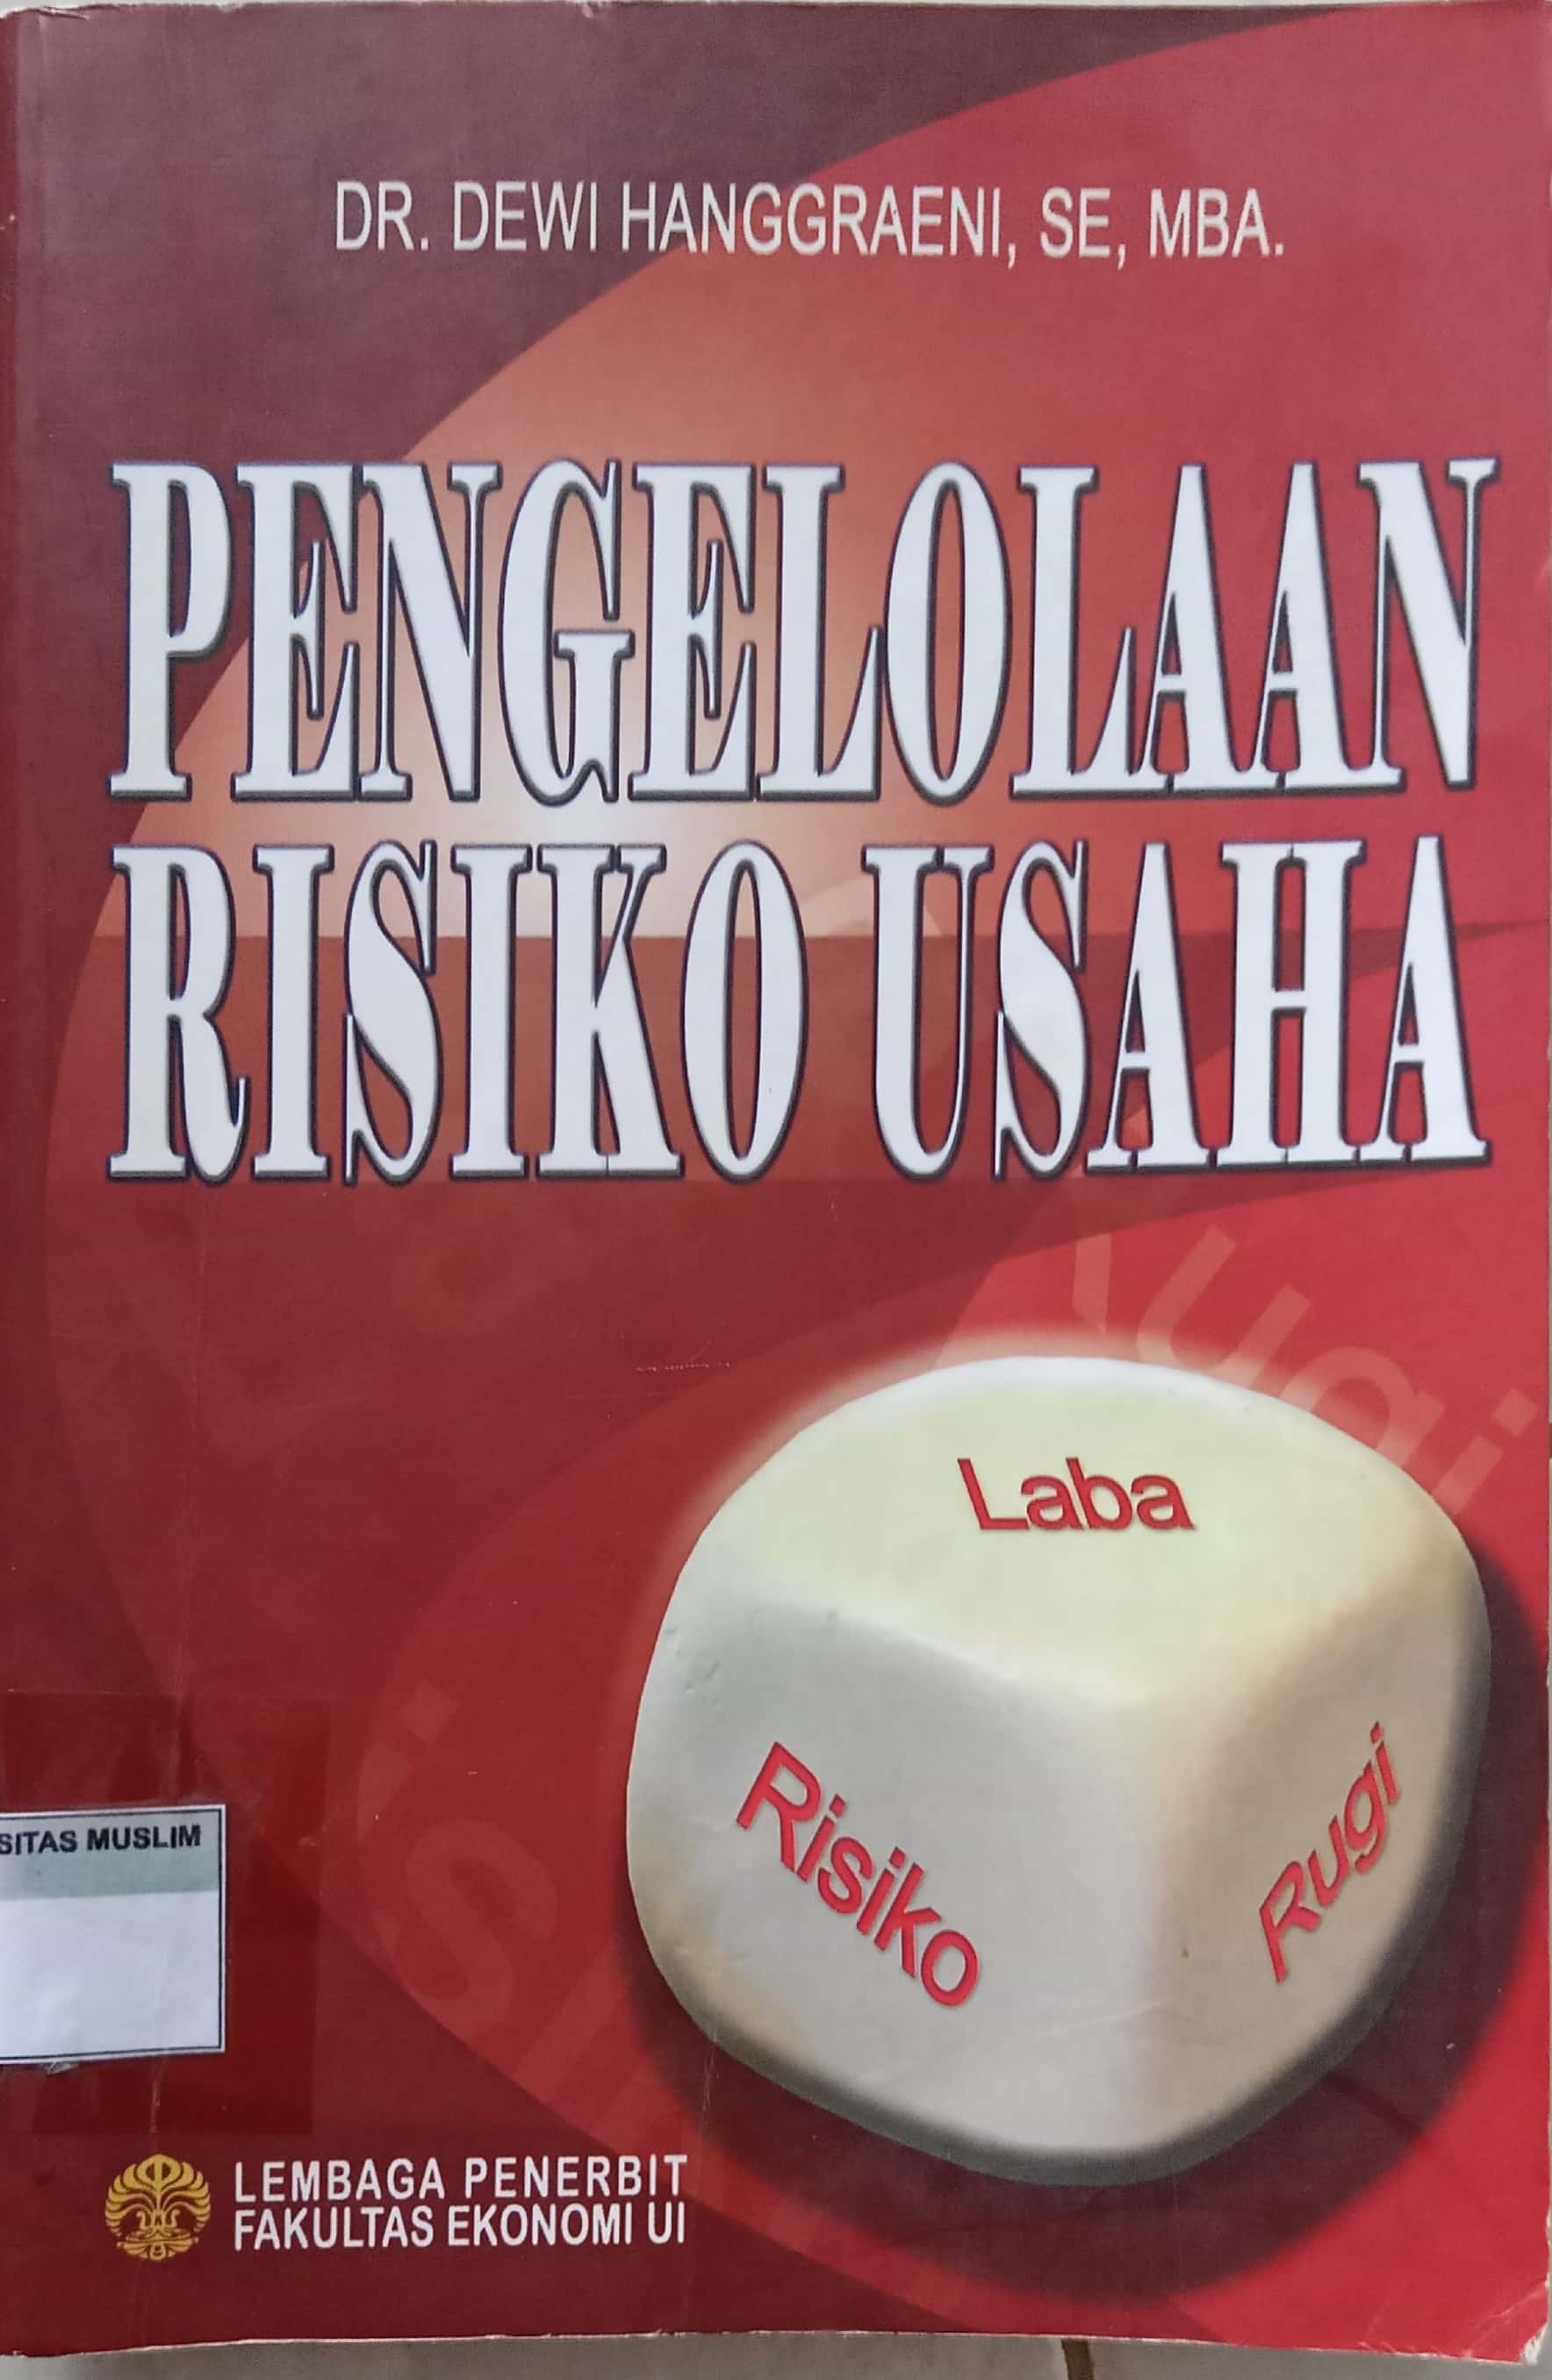 DR. DEWI HANGGRAENI, SE, MBA.
PENGELOLAAN
RISIKO USAHA
Laba
Risiko
Rugi
SITAS MUSLIM
LEMBAGA PENERBIT
FAKULTAS EKONOMI UI